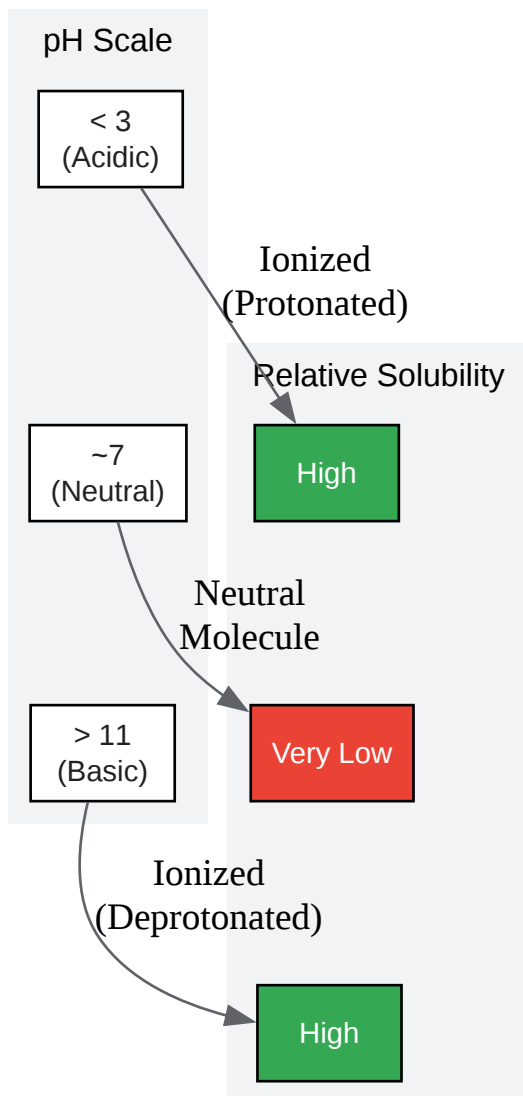 pH Scale
< 3
(Acidic)
Ionized
(Protonated)
Relative Solubility
~7
(Neutral)
High
Neutral
Molecule
> 11
(Basic)
Very Low
Ionized
(Deprotonated)
High